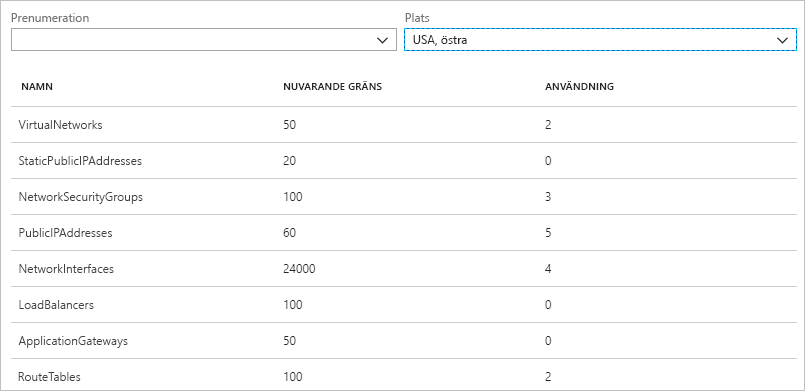 Prenumeration Plats
USA, östra
NAMN NUVARANDE GRÄNS ANVÄNDNING
VirtualNetworks 50 2
StaticPublicIPAddresses 20 0
NetworkSecurityGroups 100 3
PublicIPAddresses 60 5
NetworkInterfaces 24000 4
LoadBalancers 100 0
ApplicationGateways 50 0
RouteTables 100 2